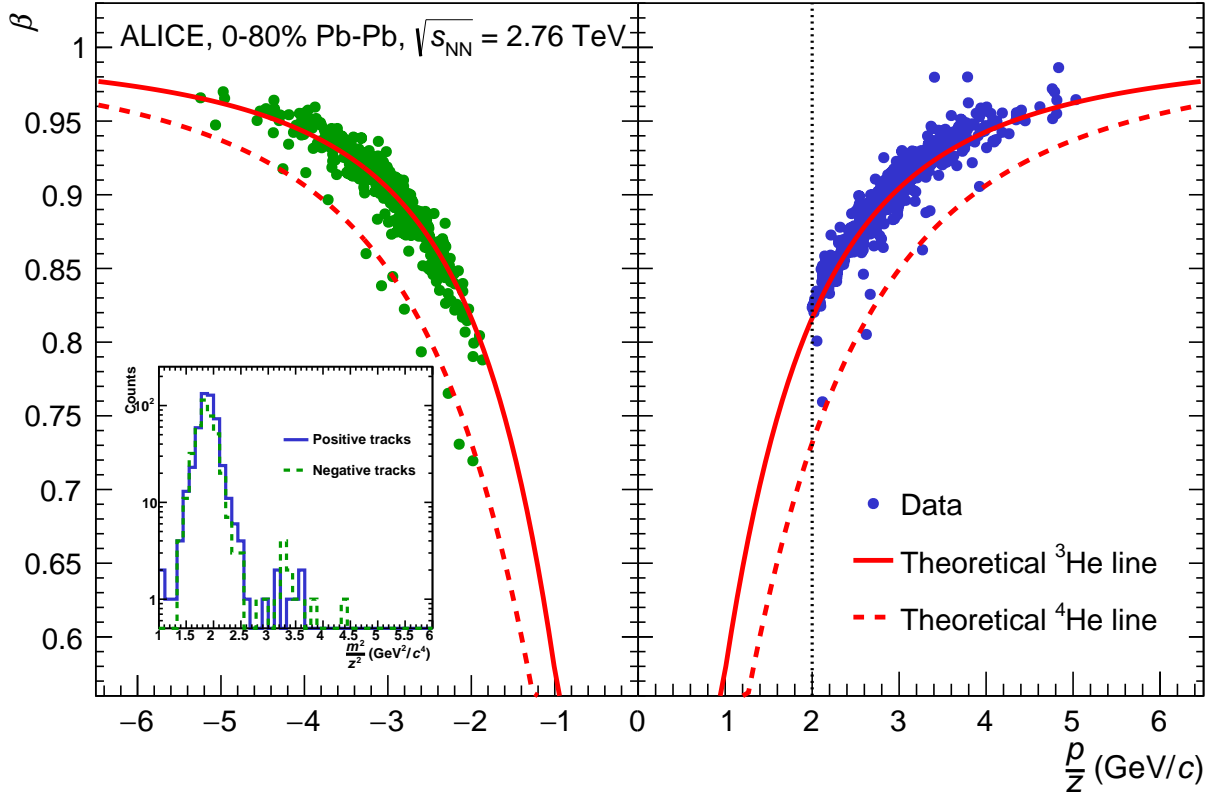 β
ALICE, 0-80% Pb-Pb, √sNN = 2.76 TeV
1
0.95
0.9
0.85
0.8
0.75
0.7
0.65
0.6
Counts
10²
10
1
Positive tracks
Negative tracks
1 1.5 2 2.5 3 3.5 4 4.5 5 5.5 6
m²/z² (GeV²/c⁴)
Data
Theoretical ³He line
Theoretical ⁴He line
−6 −5 −4 −3 −2 −1 0 1 2 3 4 5 6
p/z (GeV/c)